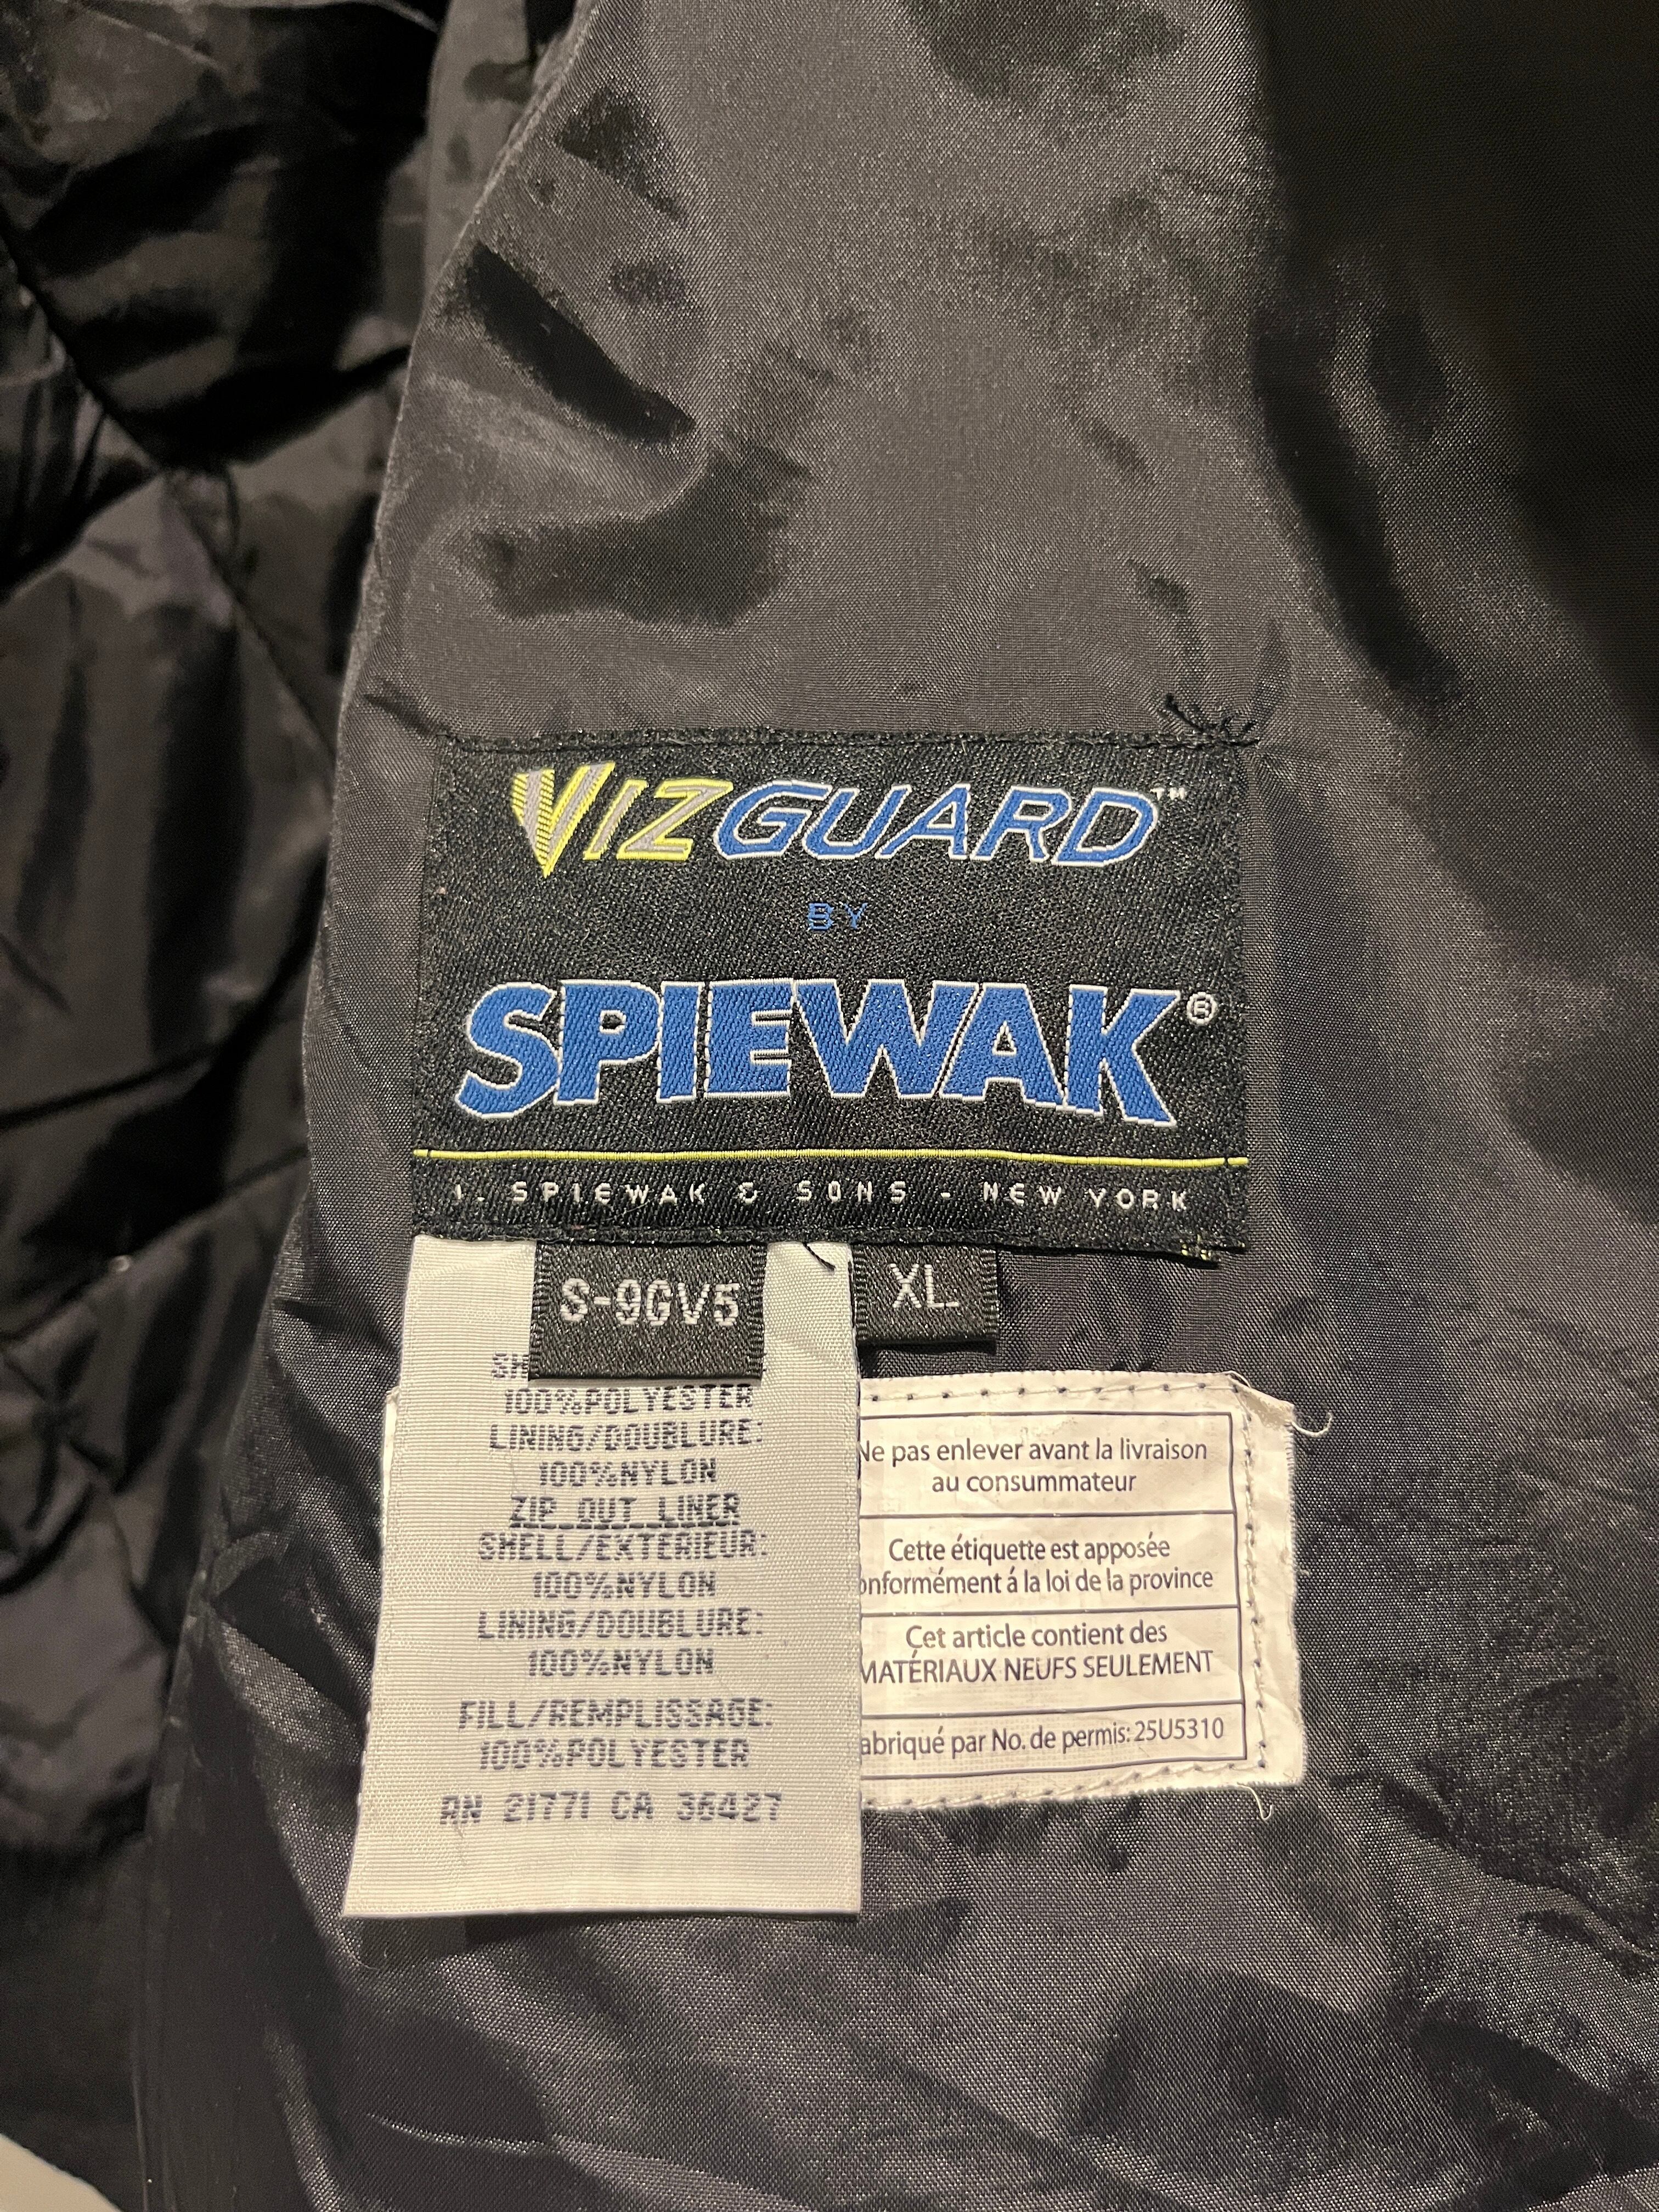 VIZGUARD™
BY
SPIEWAK®
I. SPIEWAK & SONS - NEW YORK
S-9GV5
XL
SH
100%POLYESTER
LINING/DOUBLURE:
100%NYLON
ZIP OUT LINER
SHELL/EXTERIEUR:
100%NYLON
LINING/DOUBLURE:
100%NYLON
FILL/REMPLISSAGE:
100%POLYESTER
RN 21771 CA 36427
Ne pas enlever avant la livraison
au consummateur
Cette étiquette est apposée
onformément á la loi de la province
Cet article contient des
MATÉRIAUX NEUFS SEULEMENT
abriqué par No. de permis: 25U5310